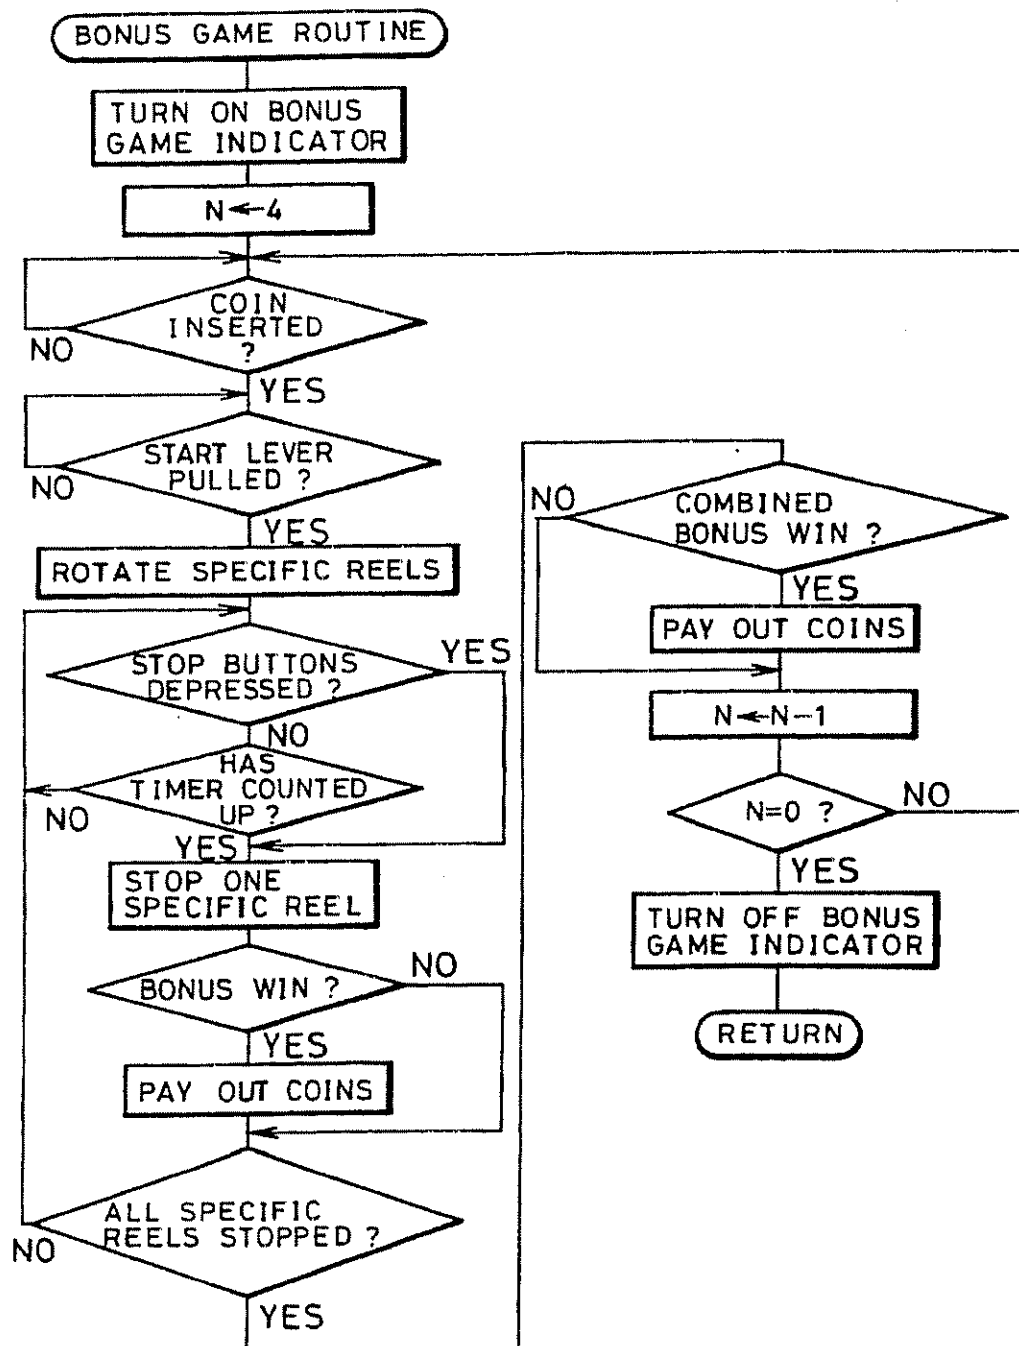 BONUS GAME ROUTINE
TURN ON BONUS
GAME INDICATOR
N←4
COIN
INSERTED
?
NO
YES
START LEVER
PULLED ?
NO
YES
ROTATE SPECIFIC REELS
STOP BUTTONS
DEPRESSED ?
YES
NO
HAS
TIMER COUNTED
UP ?
NO
YES
STOP ONE
SPECIFIC REEL
BONUS WIN ?
NO
YES
PAY OUT COINS
ALL SPECIFIC
REELS STOPPED ?
NO
YES
COMBINED
BONUS WIN ?
NO
YES
PAY OUT COINS
N←N-1
N=0 ?
NO
YES
TURN OFF BONUS
GAME INDICATOR
RETURN